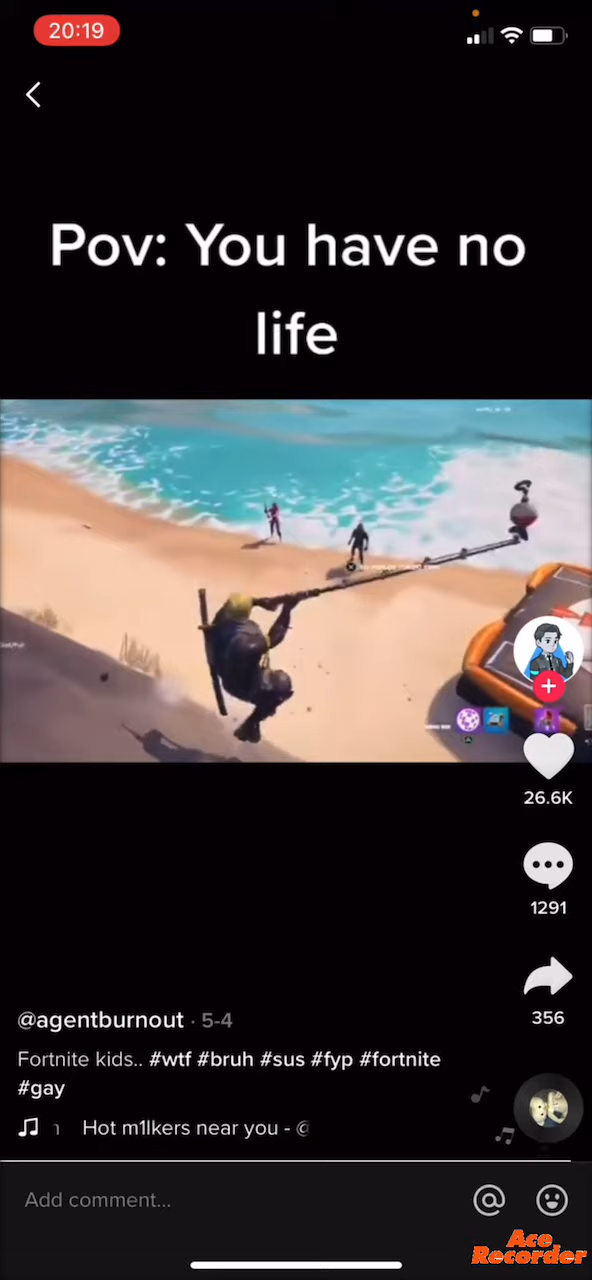 20:19
Pov: You have no
life
26.6K
1291
356
@agentburnout · 5-4
Fortnite kids.. #wtf #bruh #sus #fyp #fortnite
#gay
Hot m1lkers near you - @
Add comment...
Ace
Recorder